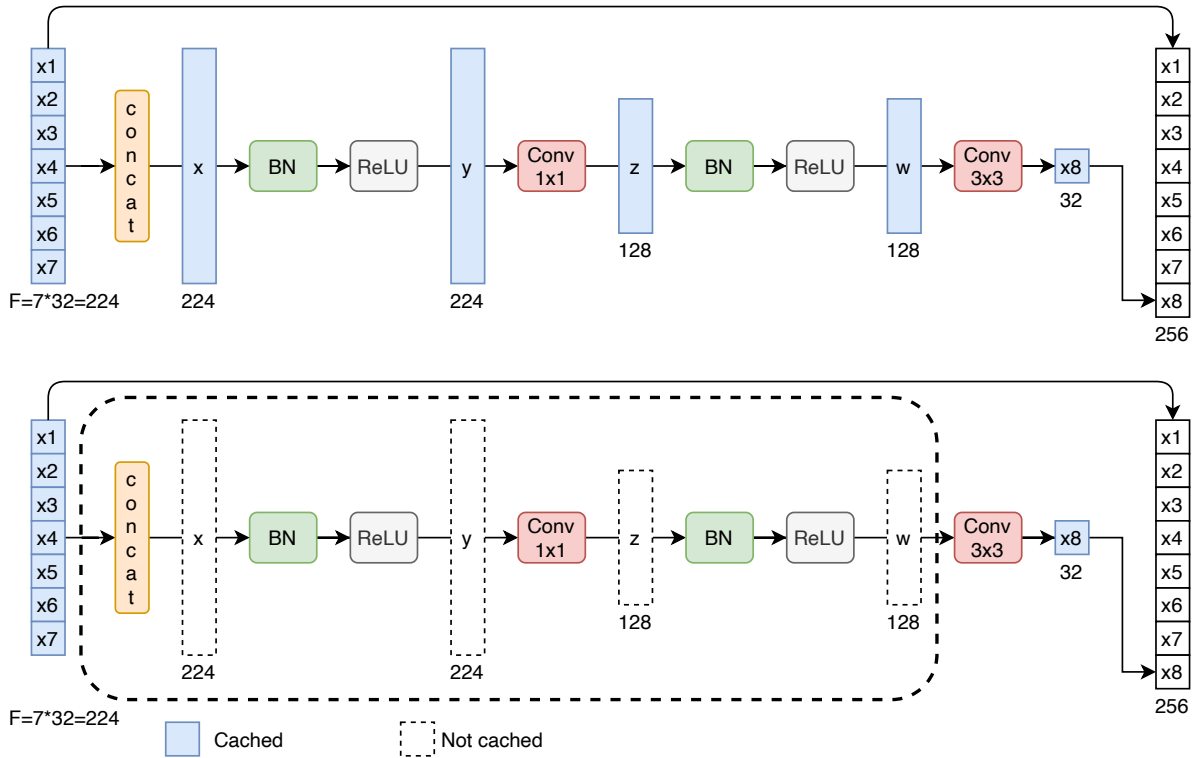 x1
x2
x3
x4
x5
x6
x7
F=7*32=224
concat
x
224
BN
ReLU
y
224
Conv
1x1
z
128
BN
ReLU
w
128
Conv
3x3
x8
32
x1
x2
x3
x4
x5
x6
x7
x8
256
x1
x2
x3
x4
x5
x6
x7
F=7*32=224
concat
x
224
BN
ReLU
y
224
Conv
1x1
z
128
BN
ReLU
w
128
Conv
3x3
x8
32
x1
x2
x3
x4
x5
x6
x7
x8
256
Cached
Not cached